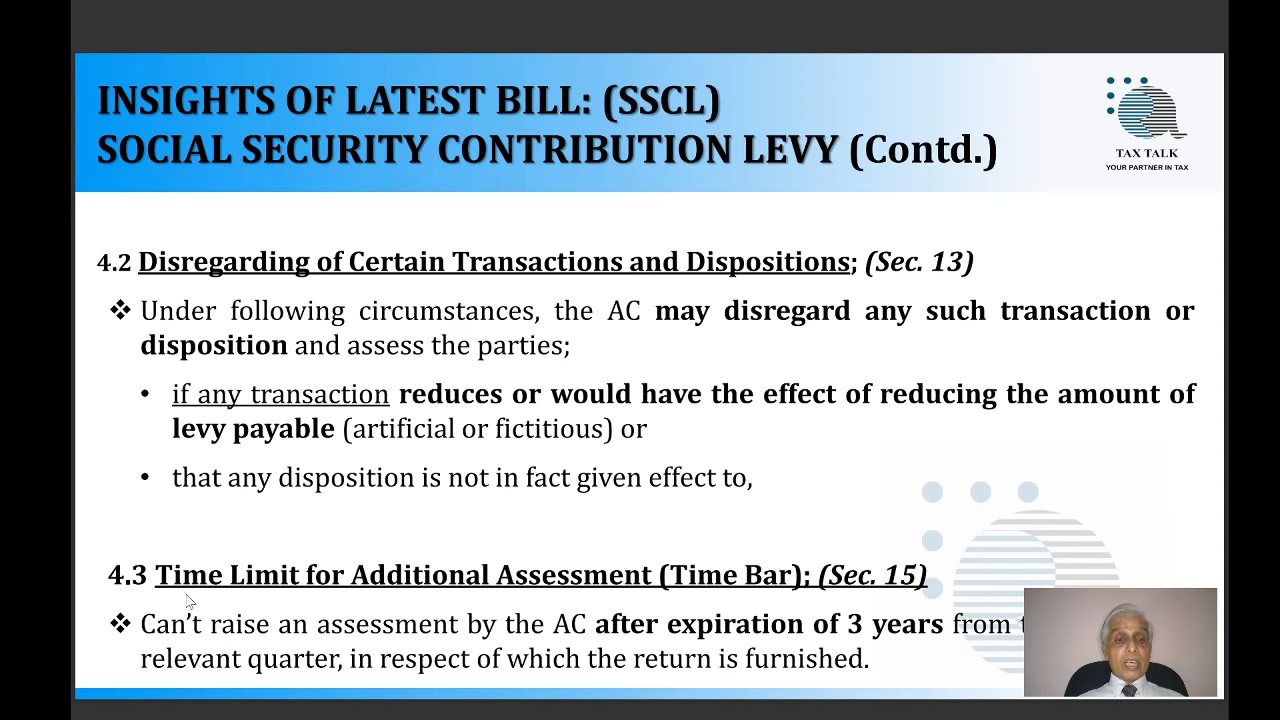 INSIGHTS OF LATEST BILL: (SSCL)
SOCIAL SECURITY CONTRIBUTION LEVY (Contd.)
TAX TALK
YOUR PARTNER IN TAX
4.2 Disregarding of Certain Transactions and Dispositions; (Sec. 13)
❖ Under following circumstances, the AC may disregard any such transaction or
disposition and assess the parties;
• if any transaction reduces or would have the effect of reducing the amount of
levy payable (artificial or fictitious) or
• that any disposition is not in fact given effect to,
4.3 Time Limit for Additional Assessment (Time Bar); (Sec. 15)
❖ Can't raise an assessment by the AC after expiration of 3 years from
relevant quarter, in respect of which the return is furnished.